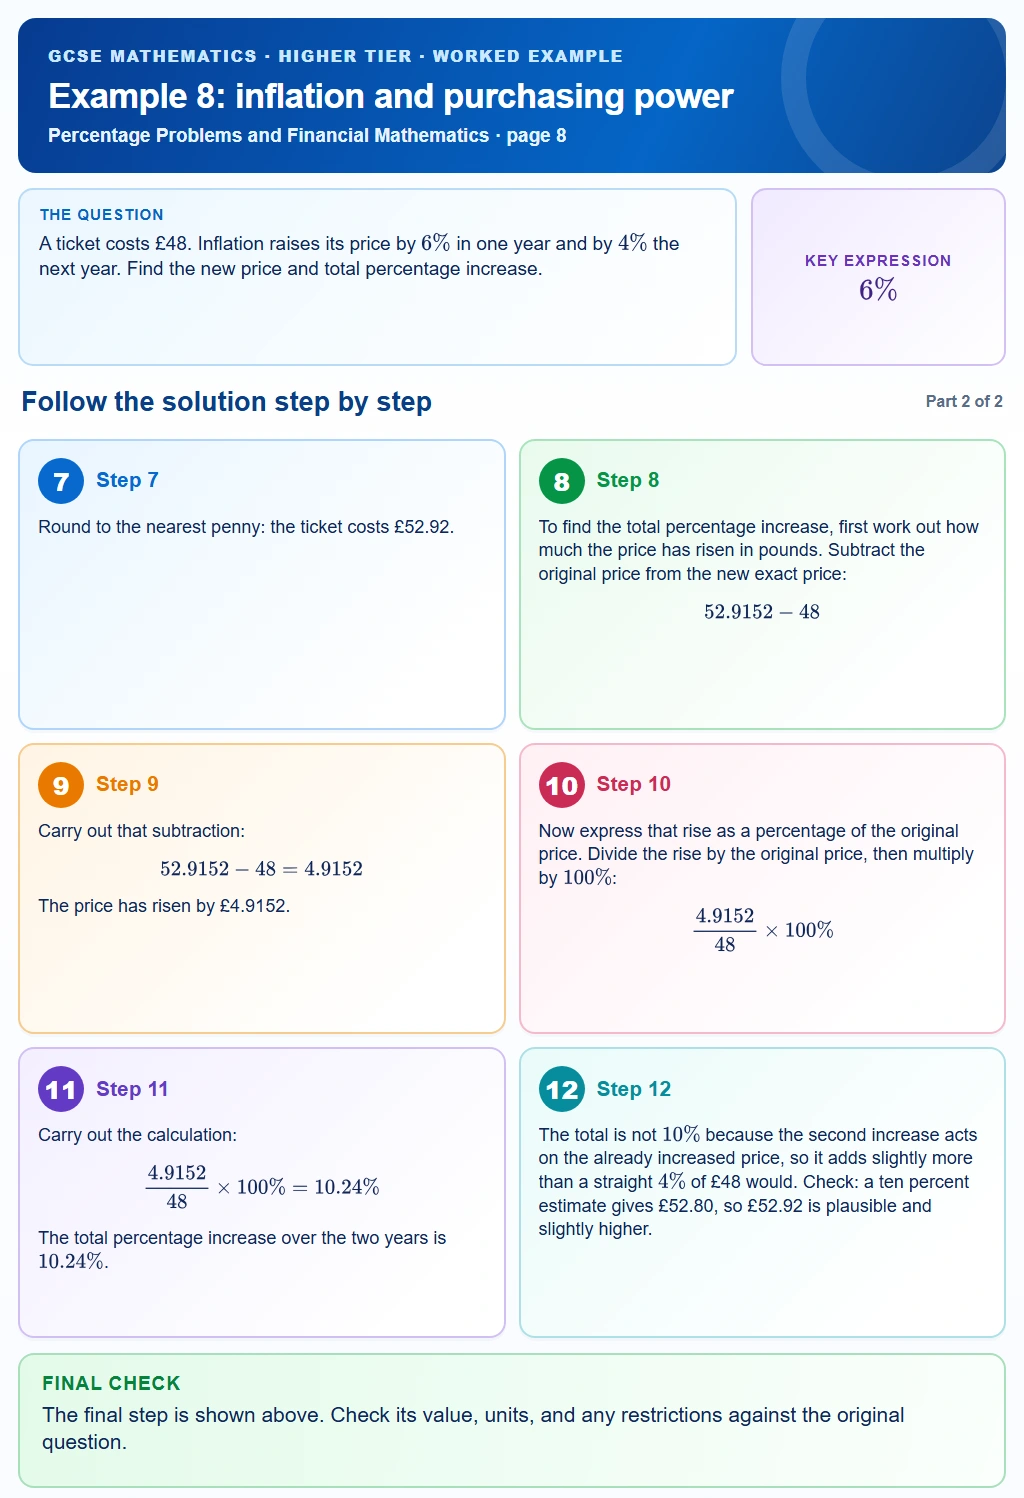 GCSE MATHEMATICS · HIGHER TIER · WORKED EXAMPLE
Example 8: inflation and purchasing power
Percentage Problems and Financial Mathematics · page 8
THE QUESTION
A ticket costs £48. Inflation raises its price by 6% in one year and by 4% the
next year. Find the new price and total percentage increase.
KEY EXPRESSION
6%
Follow the solution step by step
Part 2 of 2
7 Step 7
Round to the nearest penny: the ticket costs £52.92.
8 Step 8
To find the total percentage increase, first work out how
much the price has risen in pounds. Subtract the
original price from the new exact price:
52.9152 − 48
9 Step 9
Carry out that subtraction:
52.9152 − 48 = 4.9152
The price has risen by £4.9152.
10 Step 10
Now express that rise as a percentage of the original
price. Divide the rise by the original price, then multiply
by 100%:
4.9152
48
× 100%
11 Step 11
Carry out the calculation:
4.9152
48
× 100% = 10.24%
The total percentage increase over the two years is
10.24%.
12 Step 12
The total is not 10% because the second increase acts
on the already increased price, so it adds slightly more
than a straight 4% of £48 would. Check: a ten percent
estimate gives £52.80, so £52.92 is plausible and
slightly higher.
FINAL CHECK
The final step is shown above. Check its value, units, and any restrictions against the original
question.